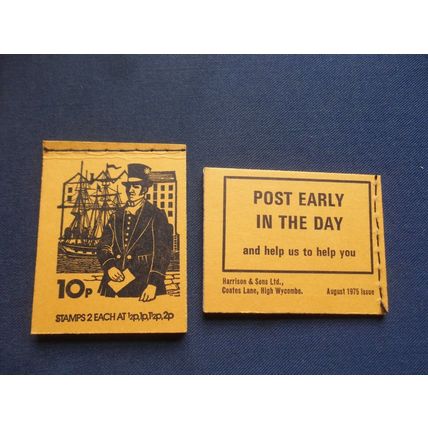 10p
STAMPS 2 EACH AT ½p,1p,1½p,2p
POST EARLY
IN THE DAY
and help us to help you
Harrison & Sons Ltd.,
Coates Lane, High Wycombe.
August 1975 Issue